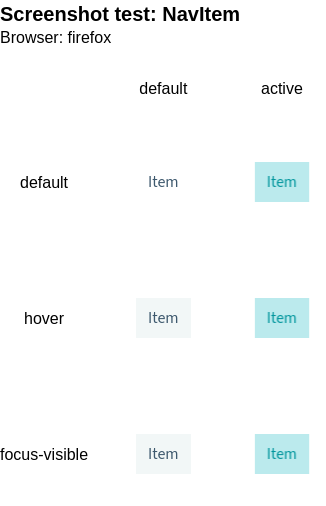 Screenshot test: NavItem
Browser: firefox
default active
default Item Item
hover Item Item
focus-visible Item Item